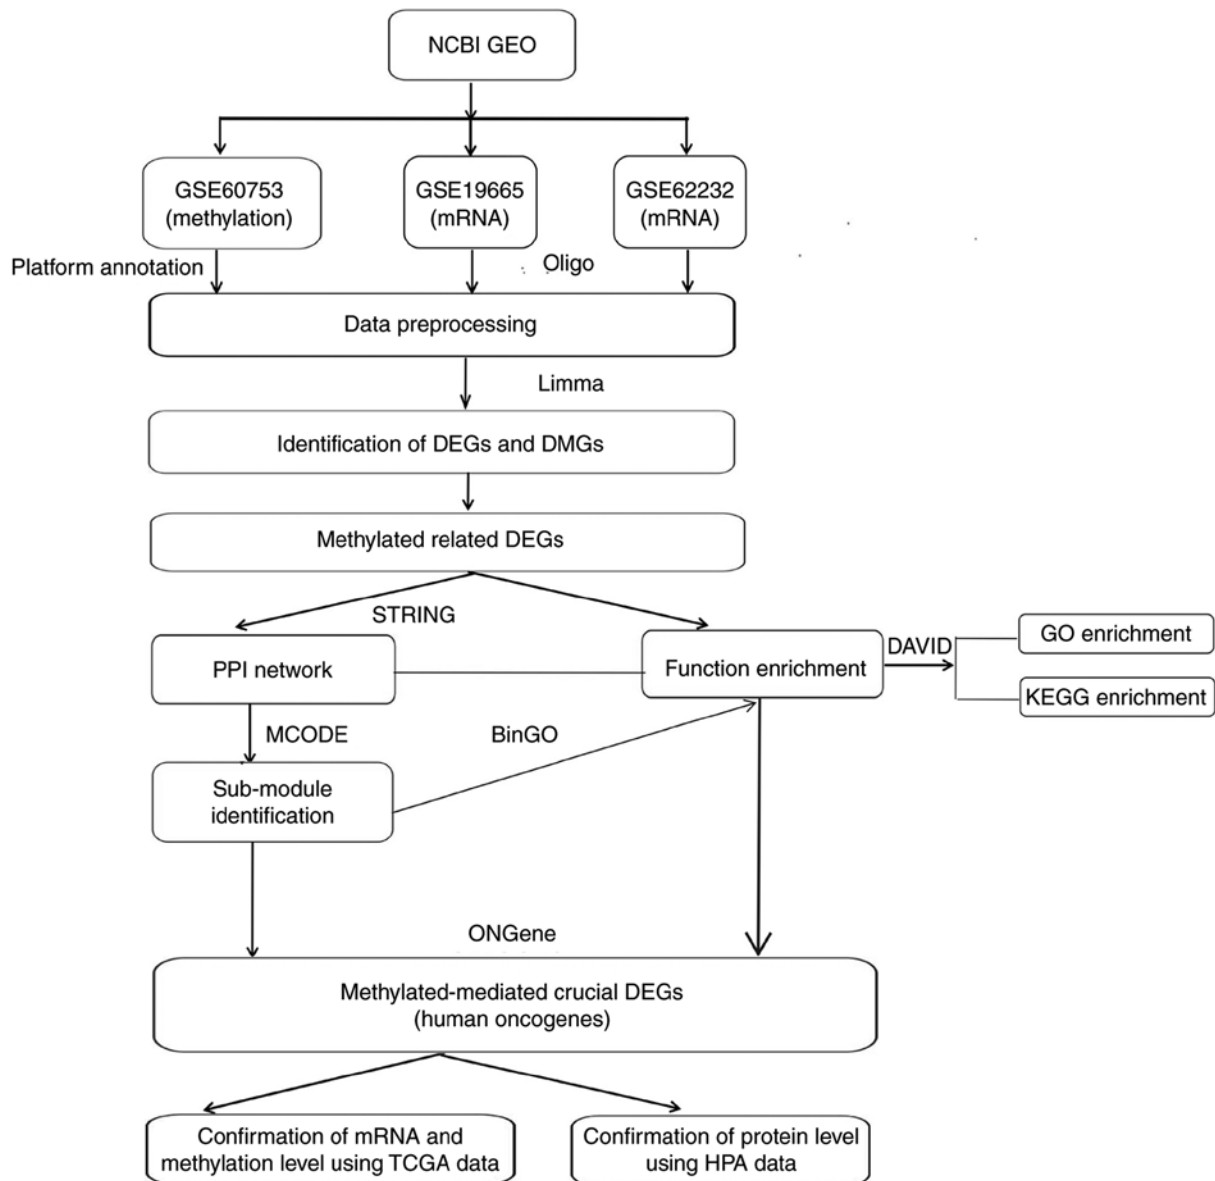 NCBI GEO
GSE60753
(methylation)
GSE19665
(mRNA)
GSE62232
(mRNA)
Platform annotation
Oligo
Data preprocessing
Limma
Identification of DEGs and DMGs
Methylated related DEGs
STRING
PPI network
Function enrichment
DAVID
GO enrichment
KEGG enrichment
MCODE
BinGO
Sub-module
identification
ONGene
Methylated-mediated crucial DEGs
(human oncogenes)
Confirmation of mRNA and
methylation level using TCGA data
Confirmation of protein level
using HPA data